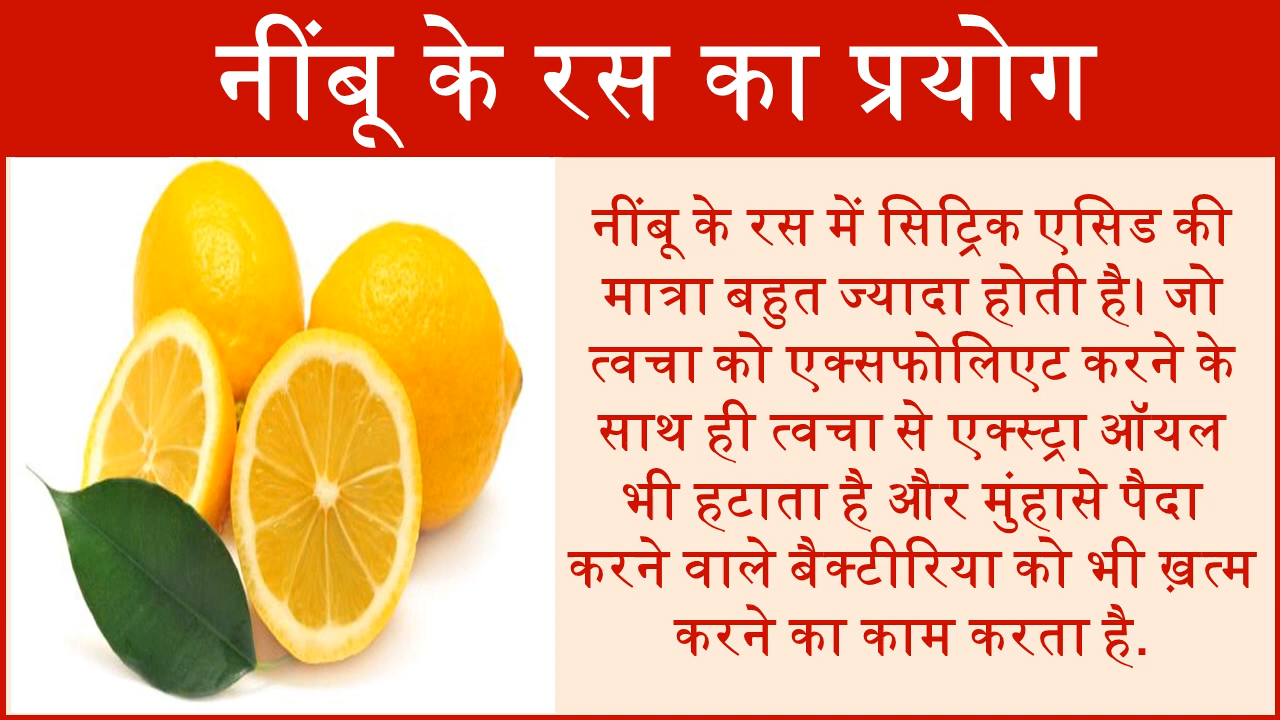 नींबू के रस का प्रयोग
नींबू के रस में सिट्रिक एसिड की
मात्रा बहुत ज्यादा होती है। जो
त्वचा को एक्सफोलिएट करने के
साथ ही त्वचा से एक्स्ट्रा ऑयल
भी हटाता है और मुंहासे पैदा
करने वाले बैक्टीरिया को भी ख़त्म
करने का काम करता है.